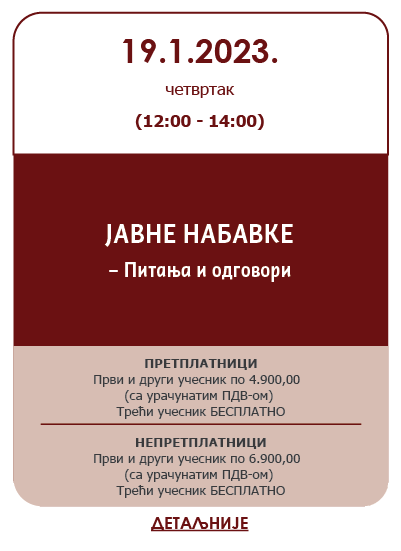 19.1.2023.
четвртак
(12:00 - 14:00)
ЈАВНЕ НАБАВКЕ
– Питања и одговори
ПРЕТПЛАТНИЦИ
Први и други учесник по 4.900,00
(са урачунатим ПДВ-ом)
Трећи учесник БЕСПЛАТНО
НЕПРЕТПЛАТНИЦИ
Први и други учесник по 6.900,00
(са урачунатим ПДВ-ом)
Трећи учесник БЕСПЛАТНО
ДЕТАЉНИЈЕ